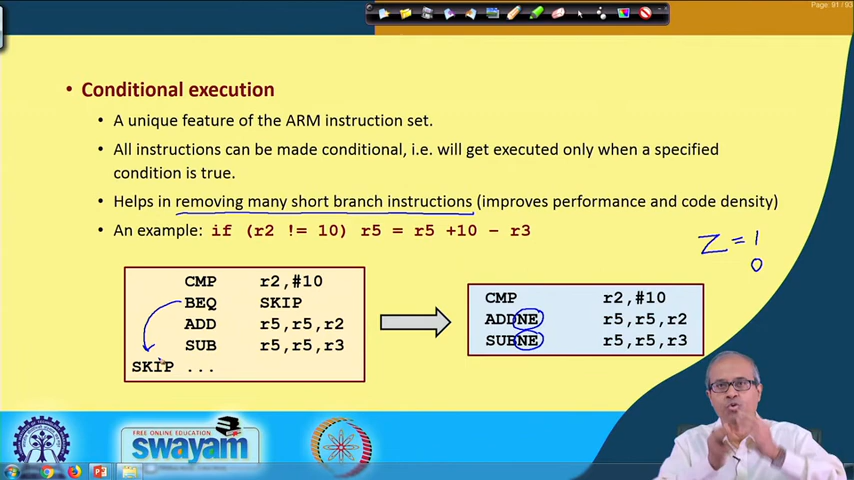 Page: 91 / 93
• Conditional execution
• A unique feature of the ARM instruction set.
• All instructions can be made conditional, i.e. will get executed only when a specified
condition is true.
• Helps in removing many short branch instructions (improves performance and code density)
• An example: if (r2 != 10) r5 = r5 +10 – r3
Z = 1
0
CMP r2,#10
BEQ SKIP
ADD r5,r5,r2
SUB r5,r5,r3
SKIP ...
CMP r2,#10
ADDNE r5,r5,r2
SUBNE r5,r5,r3
FREE ONLINE EDUCATION
swayam